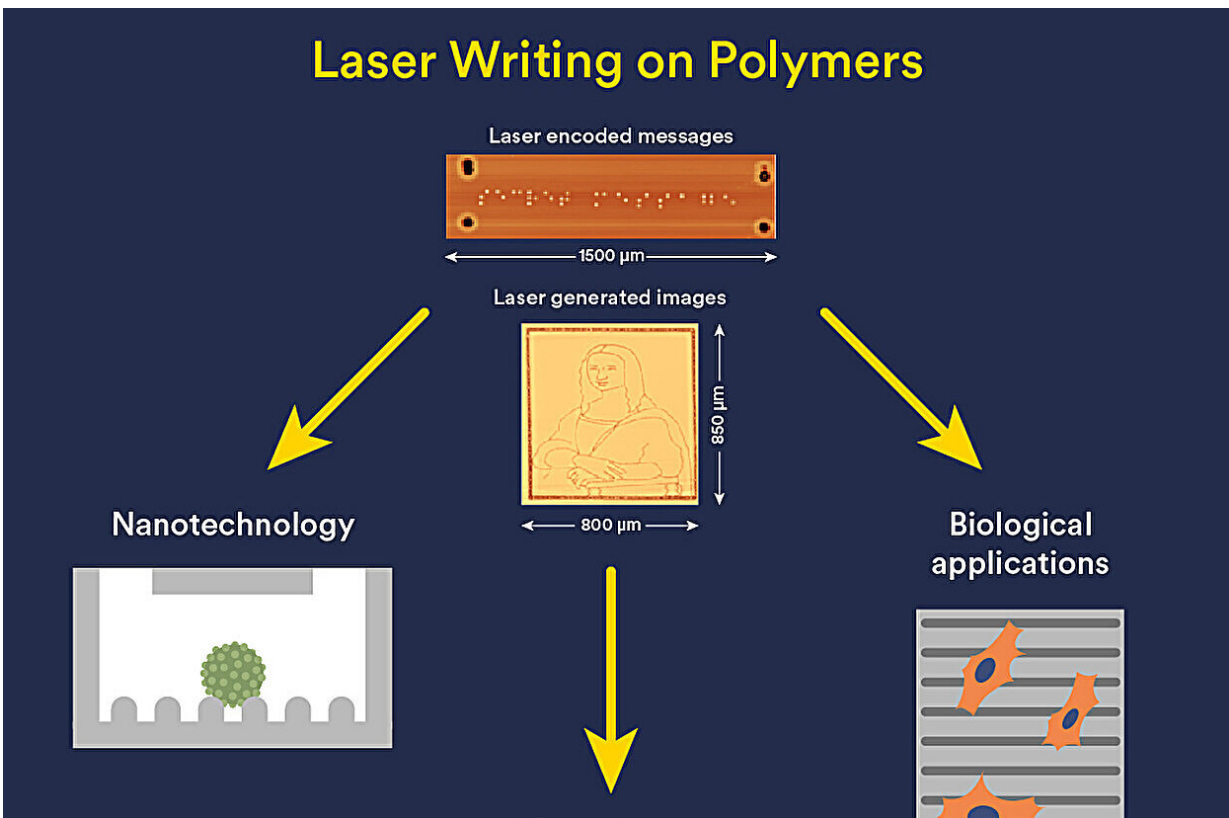 Laser Writing on Polymers
Laser encoded messages
1500 µm
Laser generated images
850 µm
800 µm
Nanotechnology
Biological
applications